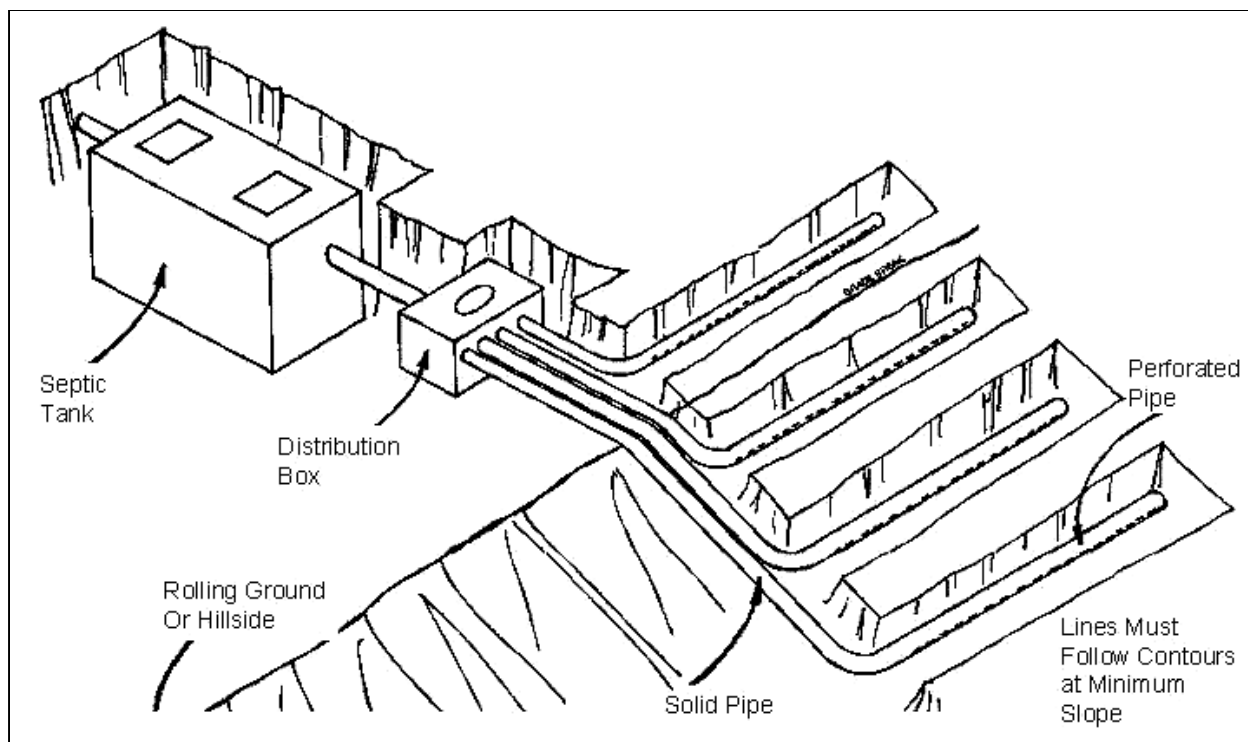 Septic
Tank
Distribution
Box
Perforated
Pipe
Rolling Ground
Or Hillside
Solid Pipe
Lines Must
Follow Contours
at Minimum
Slope